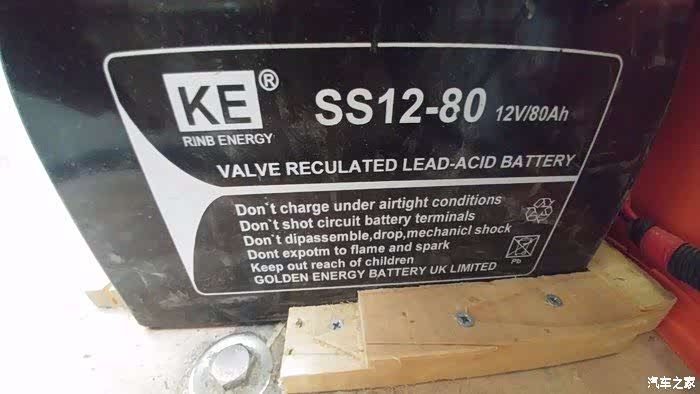 KE®
RINB ENERGY
SS12-80 12V/80Ah
VALVE RECULATED LEAD-ACID BATTERY
Don`t charge under airtight conditions
Don`t shot circuit battery terminals
Don`t dipassemble,drop,mechanicl shock
Dont expotm to flame and spark
Keep out reach of children
GOLDEN ENERGY BATTERY UK LIMITED
Pb
汽车之家